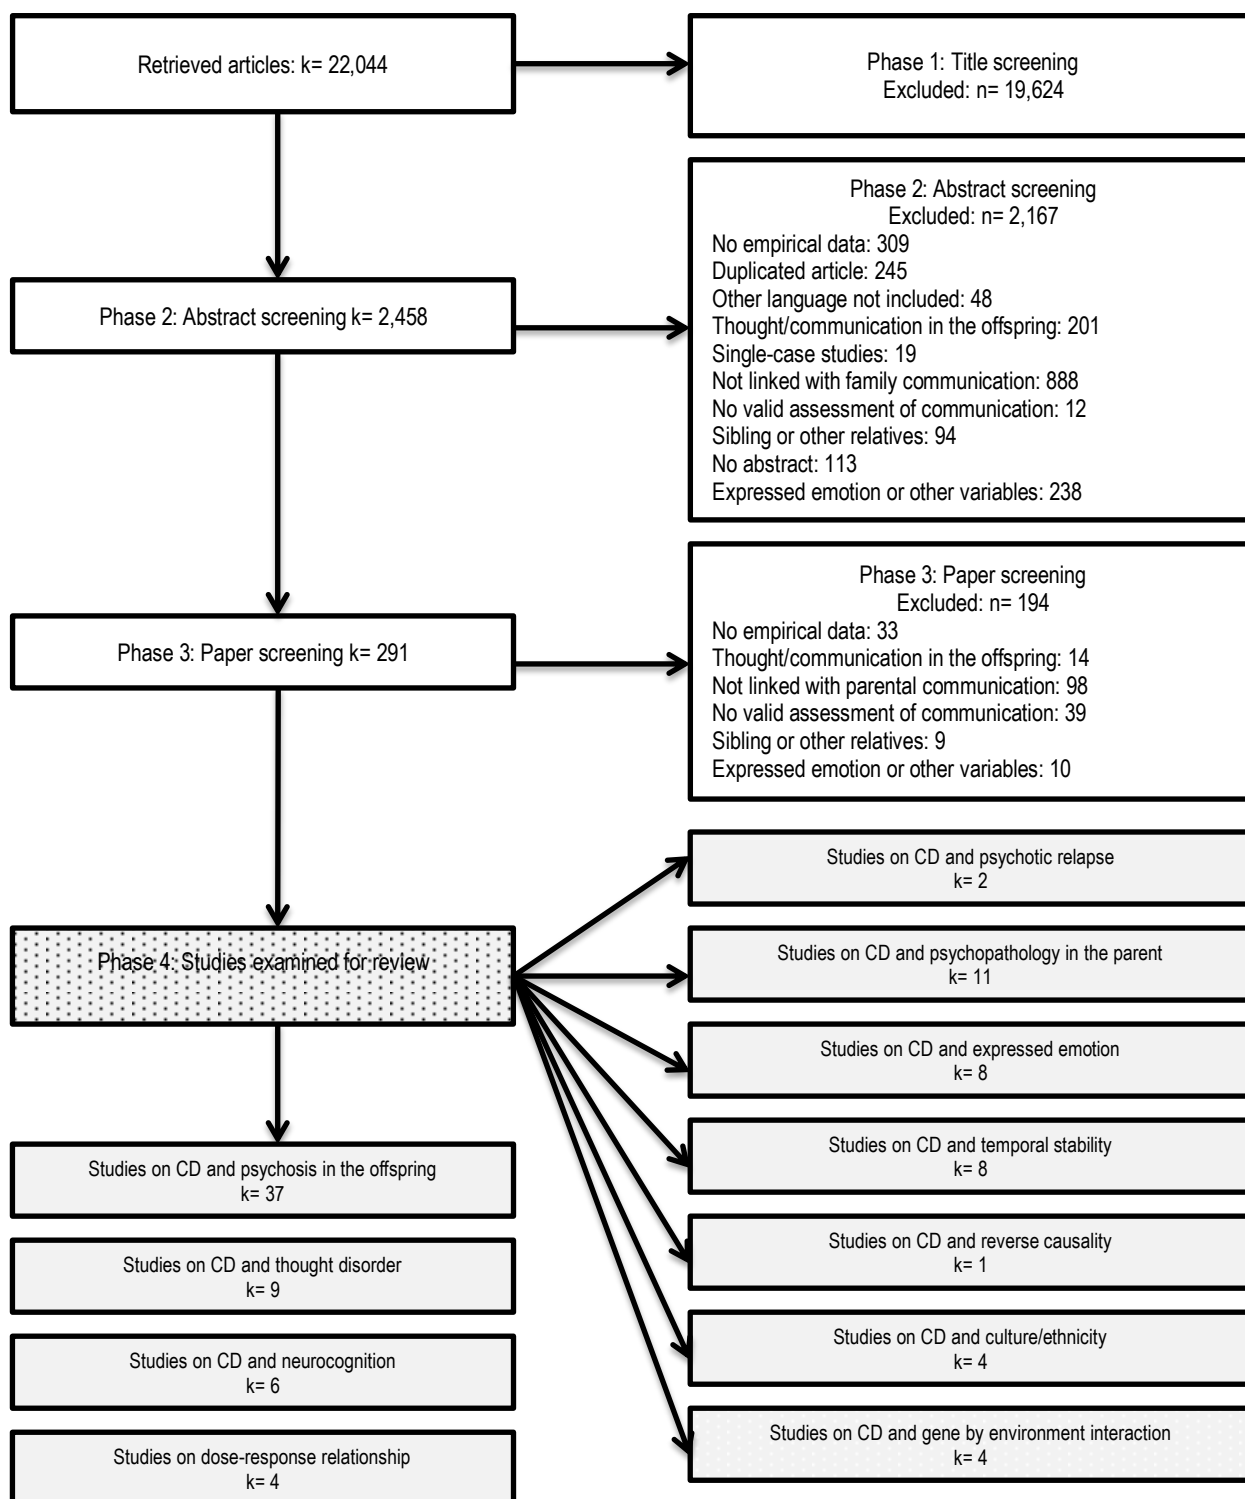 Retrieved articles: k= 22,044
Phase 1: Title screening
Excluded: n= 19,624
Phase 2: Abstract screening k= 2,458
Phase 2: Abstract screening
Excluded: n= 2,167
No empirical data: 309
Duplicated article: 245
Other language not included: 48
Thought/communication in the offspring: 201
Single-case studies: 19
Not linked with family communication: 888
No valid assessment of communication: 12
Sibling or other relatives: 94
No abstract: 113
Expressed emotion or other variables: 238
Phase 3: Paper screening k= 291
Phase 3: Paper screening
Excluded: n= 194
No empirical data: 33
Thought/communication in the offspring: 14
Not linked with parental communication: 98
No valid assessment of communication: 39
Sibling or other relatives: 9
Expressed emotion or other variables: 10
Phase 4: Studies examined for review
Studies on CD and psychotic relapse
k= 2
Studies on CD and psychopathology in the parent
k= 11
Studies on CD and expressed emotion
k= 8
Studies on CD and temporal stability
k= 8
Studies on CD and reverse causality
k= 1
Studies on CD and culture/ethnicity
k= 4
Studies on CD and gene by environment interaction
k= 4
Studies on CD and psychosis in the offspring
k= 37
Studies on CD and thought disorder
k= 9
Studies on CD and neurocognition
k= 6
Studies on dose-response relationship
k= 4